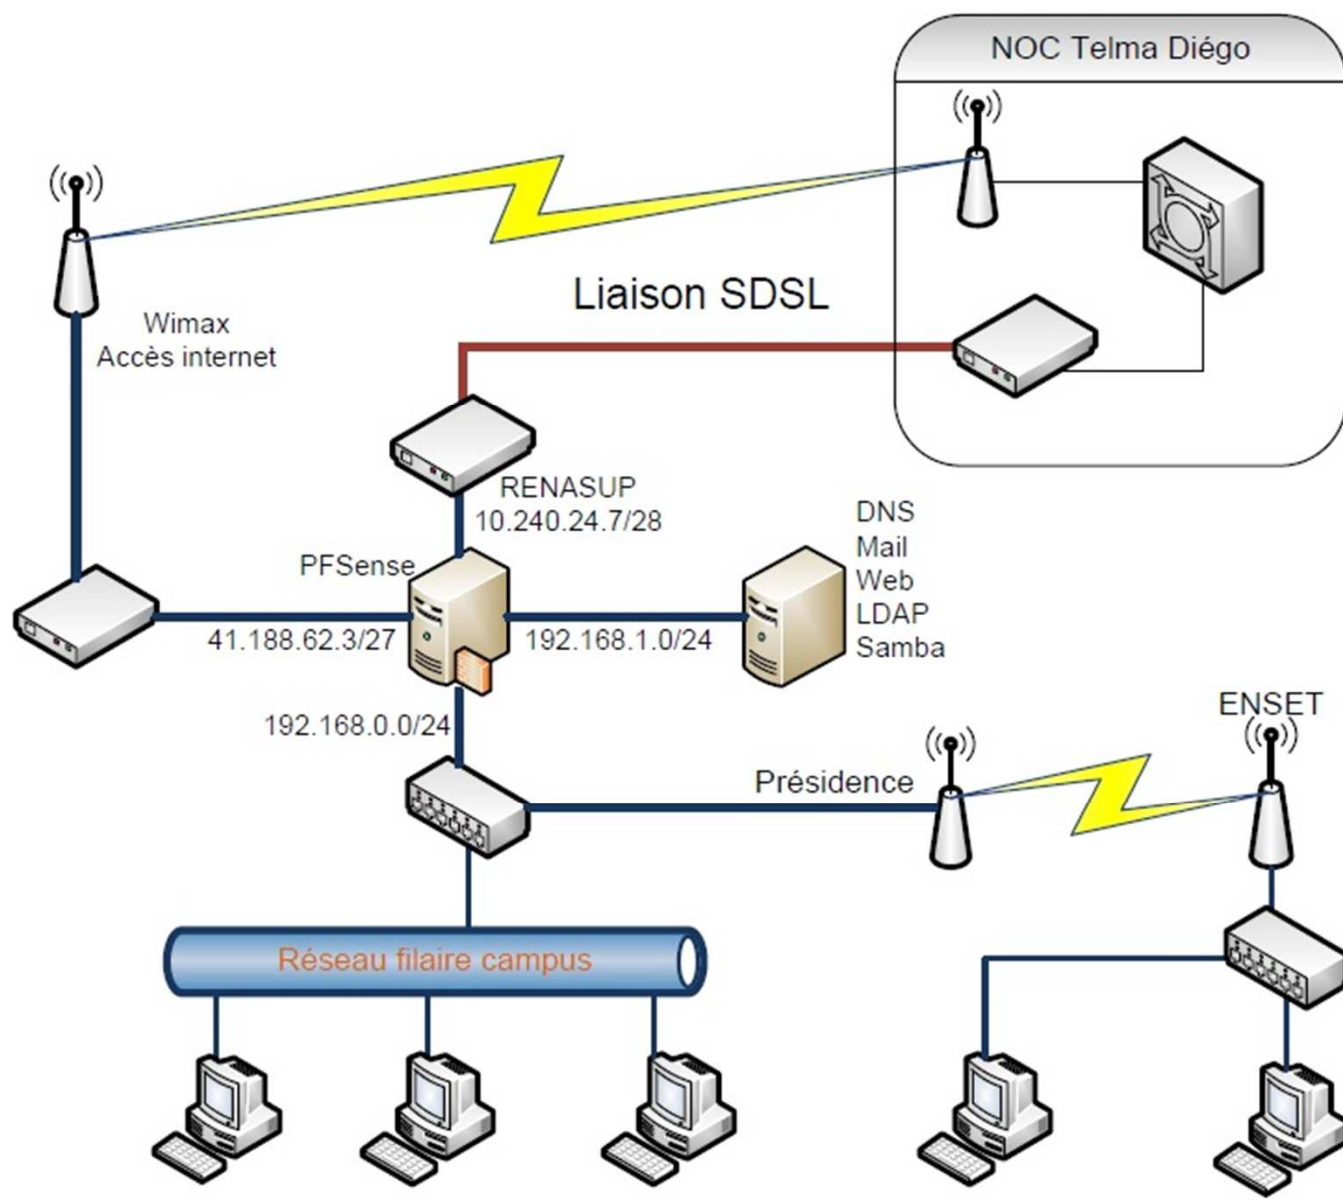 NOC Telma Diégo
Liaison SDSL
Wimax
Accès internet
RENASUP
10.240.24.7/28
DNS
Mail
Web
LDAP
Samba
PFSense
41.188.62.3/27
192.168.1.0/24
192.168.0.0/24
ENSET
Présidence
Réseau filaire campus